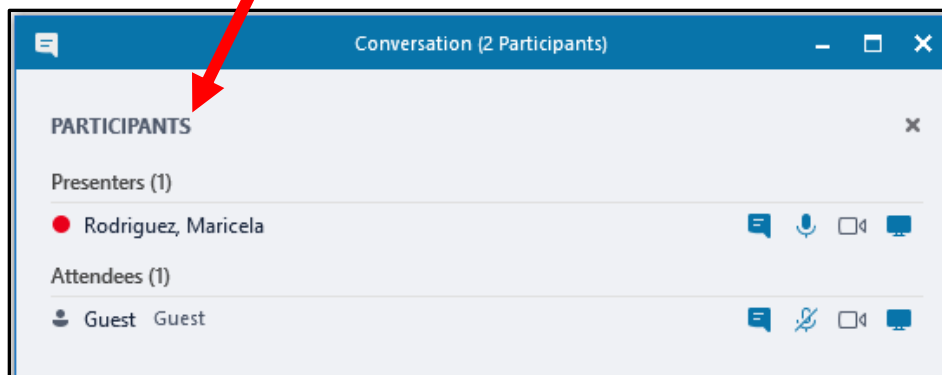 Conversation (2 Participants)
PARTICIPANTS
Presenters (1)
Rodriguez, Maricela
Attendees (1)
Guest Guest